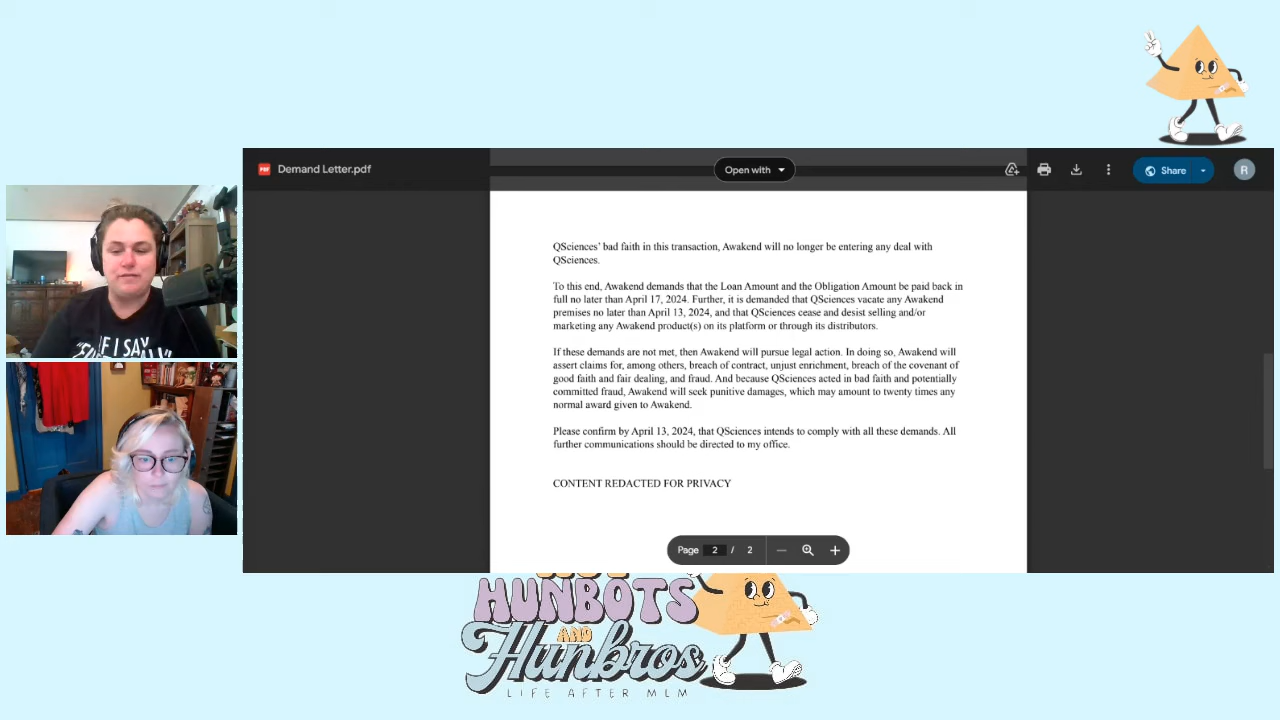 Demand Letter.pdf
Open with
Share
R
QSciences' bad faith in this transaction, Awakend will no longer be entering any deal with
QSciences.
To this end, Awakend demands that the Loan Amount and the Obligation Amount be paid back in
full no later than April 17, 2024. Further, it is demanded that QSciences vacate any Awakend
premises no later than April 13, 2024, and that QSciences cease and desist selling and/or
marketing any Awakend product(s) on its platform or through its distributors.
If these demands are not met, then Awakend will pursue legal action. In doing so, Awakend will
assert claims for, among others, breach of contract, unjust enrichment, breach of the covenant of
good faith and fair dealing, and fraud. And because QSciences acted in bad faith and potentially
committed fraud, Awakend will seek punitive damages, which may amount to twenty times any
normal award given to Awakend.
Please confirm by April 13, 2024, that QSciences intends to comply with all these demands. All
further communications should be directed to my office.
CONTENT REDACTED FOR PRIVACY
Page 2 / 2
IF I SAY
HUNBOTS
AND
Hunbros
LIFE AFTER MLM